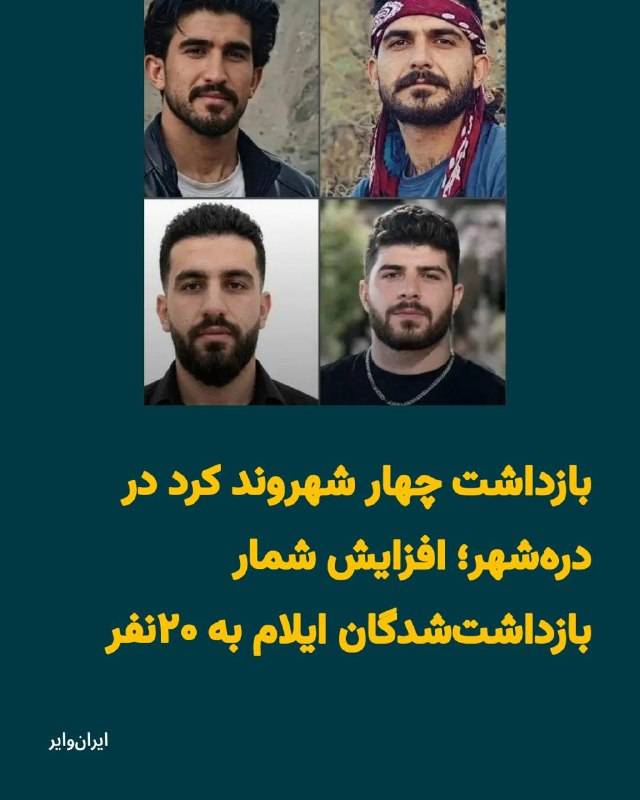 بازداشت چهار شهروند کرد در
دره‌شهر؛ افزایش شمار
بازداشت‌شدگان ایلام به ۲۰نفر
ایران‌وایر